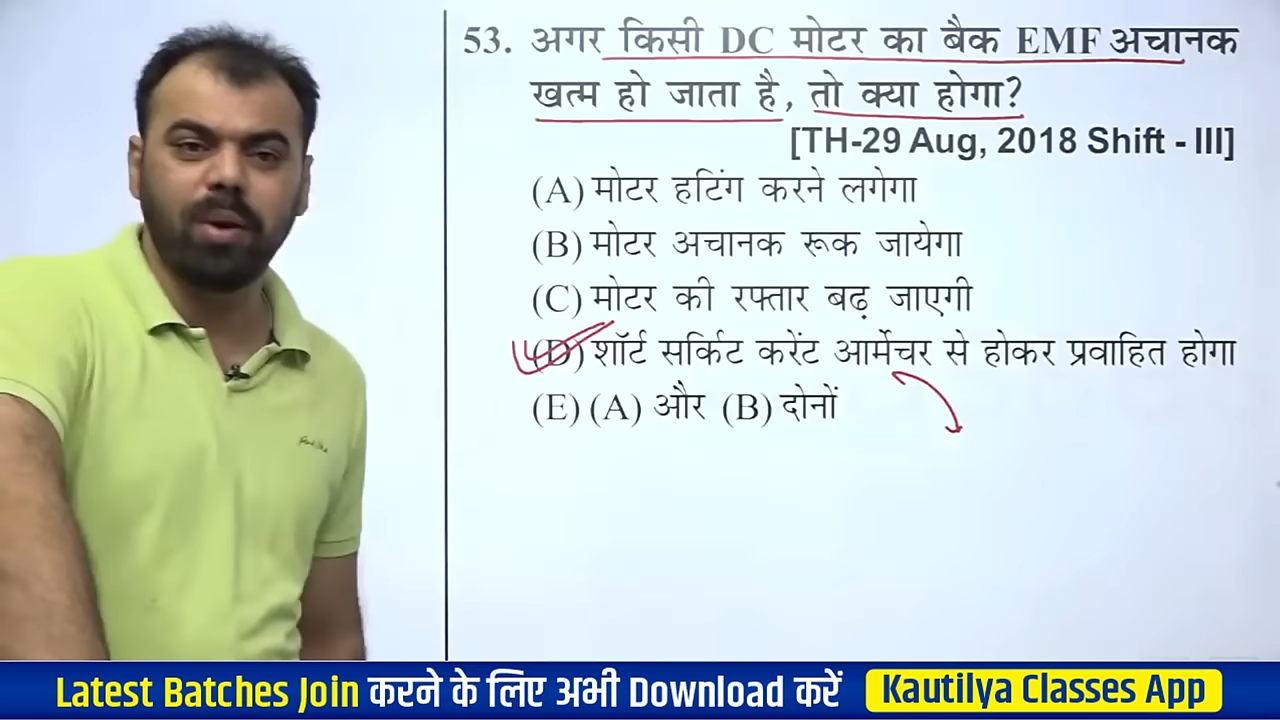 53. अगर किसी DC मोटर का बैक EMF अचानक
खत्म हो जाता है, तो क्या होगा?
[TH-29 Aug, 2018 Shift - III]
(A) मोटर हटिंग करने लगेगा
(B) मोटर अचानक रूक जायेगा
(C) मोटर की रफ्तार बढ़ जाएगी
(D) शॉर्ट सर्किट करेंट आर्मेचर से होकर प्रवाहित होगा
(E) (A) और (B) दोनों
Latest Batches Join करने के लिए अभी Download करें Kautilya Classes App